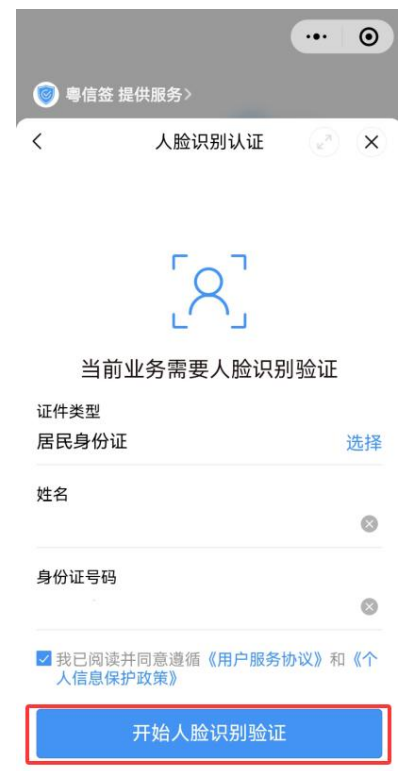 粤信签 提供服务>
人脸识别认证
当前业务需要人脸识别验证
证件类型
居民身份证 选择
姓名
身份证号码
我已阅读并同意遵循《用户服务协议》和《个
人信息保护政策》
开始人脸识别验证